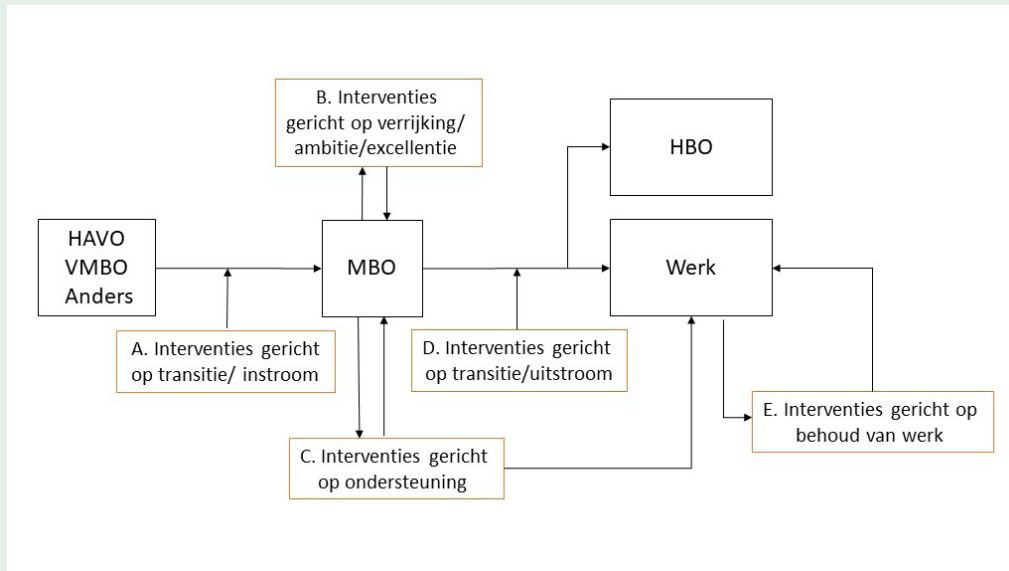 B. Interventies
gericht op verrijking/
ambitie/excellentie
HBO
HAVO
VMBO
Anders
MBO
Werk
A. Interventies gericht
op transitie/ instroom
D. Interventies gericht
op transitie/uitstroom
E. Interventies gericht op
behoud van werk
C. Interventies gericht
op ondersteuning